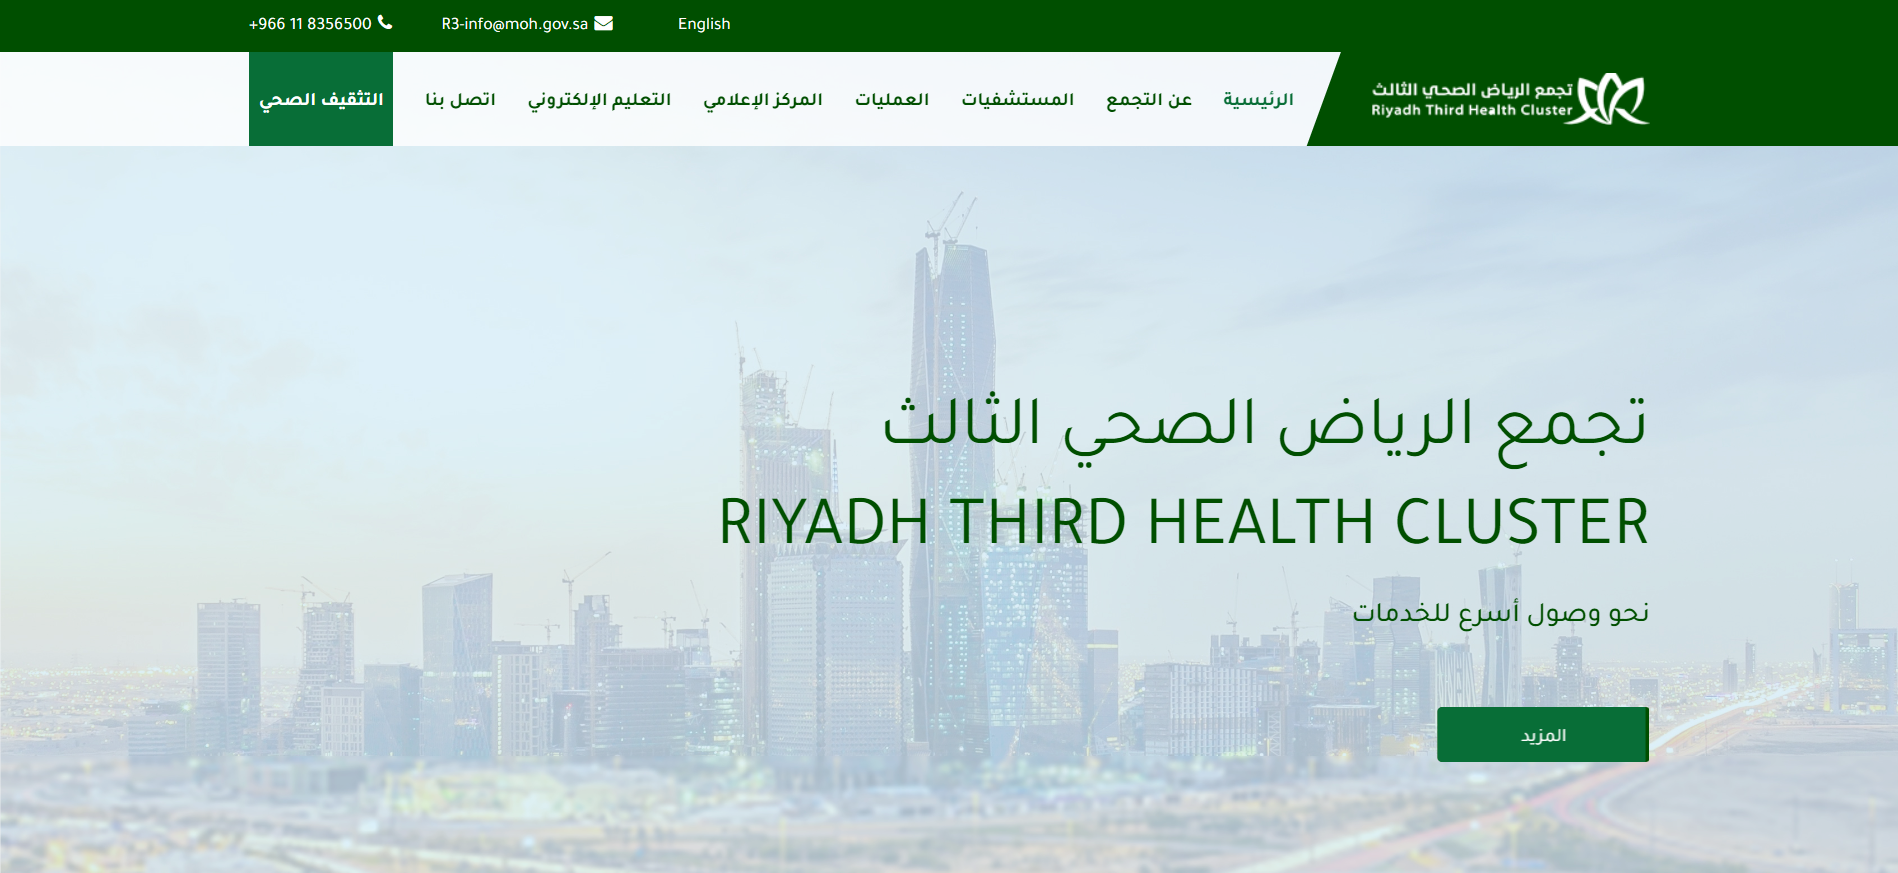 English
R3-info@moh.gov.sa
+966 11 8356500
تجمع الرياض الصحي الثالث
Riyadh Third Health Cluster
الرئيسية
عن التجمع
المستشفيات
العمليات
المركز الإعلامي
التعليم الإلكتروني
اتصل بنا
التثقيف الصحي
تجمع الرياض الصحي الثالث
RIYADH THIRD HEALTH CLUSTER
نحو وصول أسرع للخدمات
المزيد